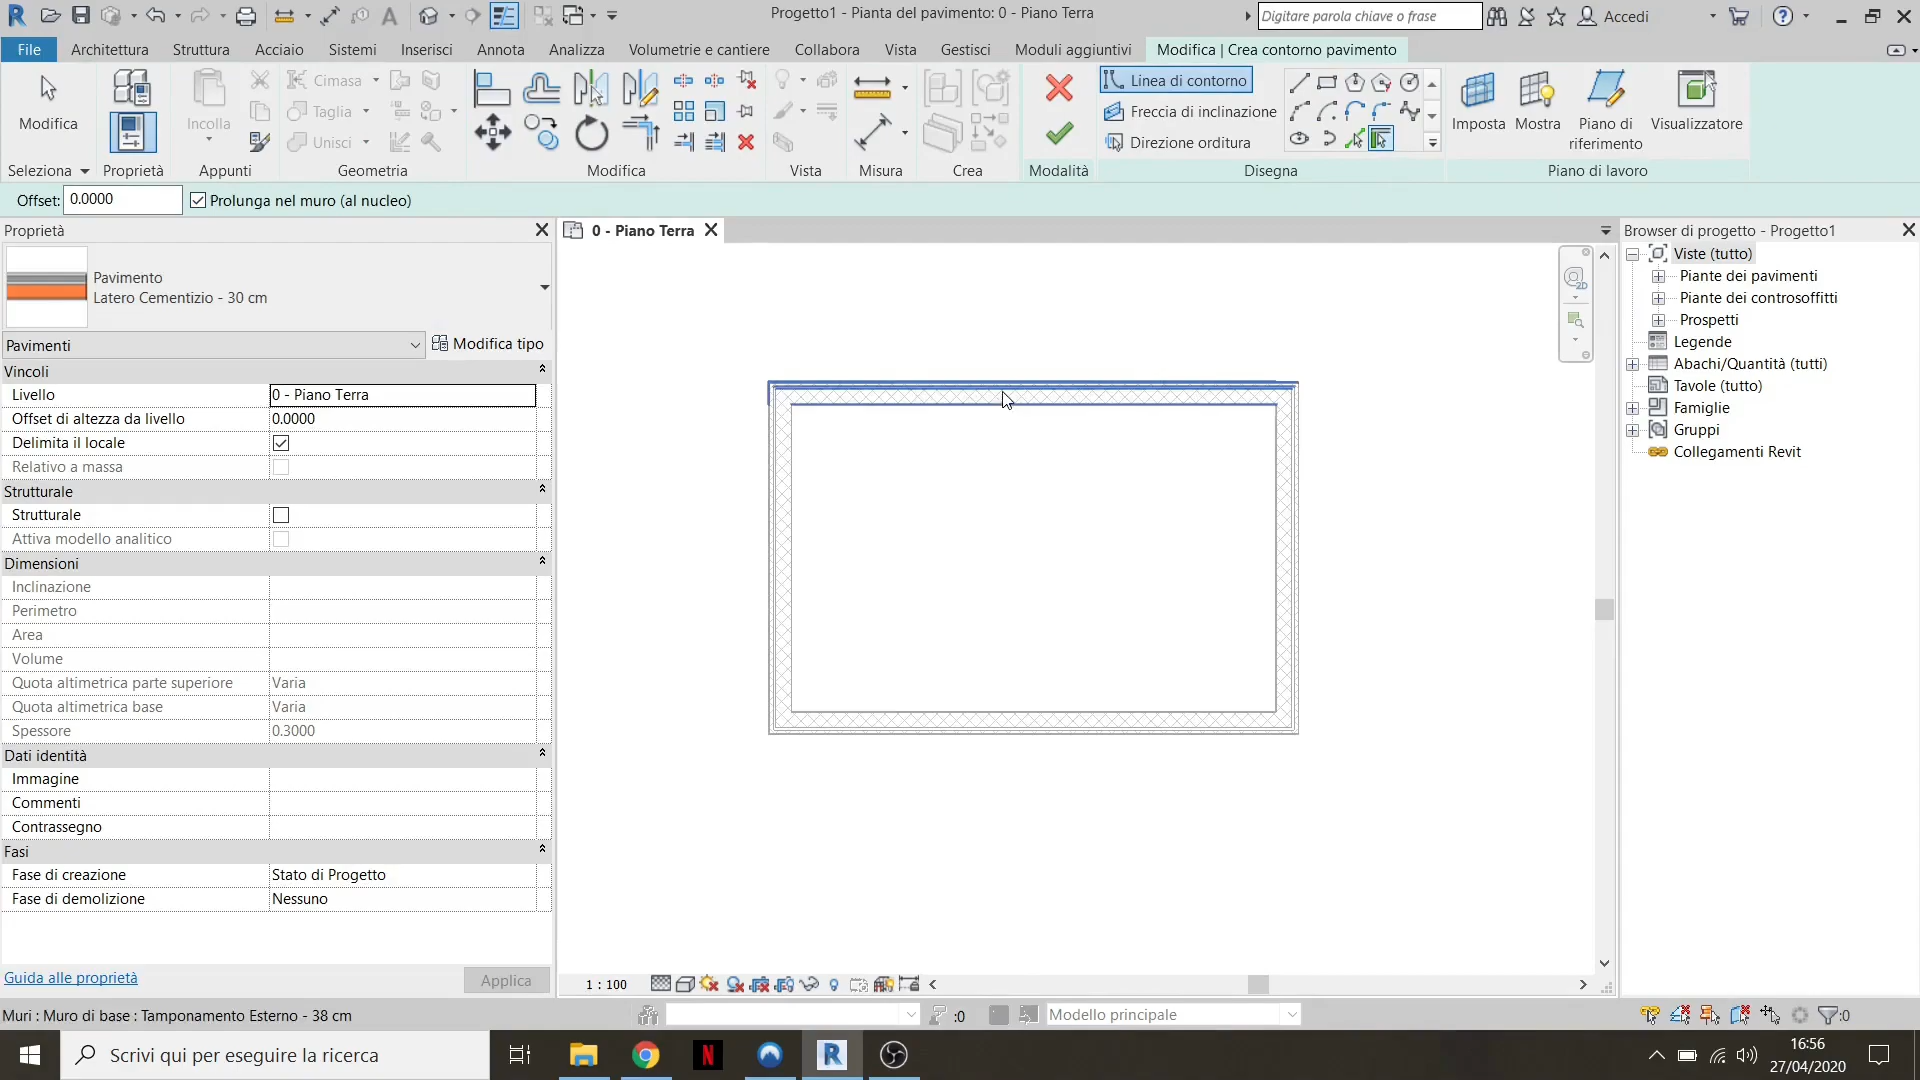 Progetto1 - Pianta del pavimento: 0 - Piano Terra
Digitare parola chiave o frase
Accedi
File
Architettura
Struttura
Acciaio
Sistemi
Inserisci
Annota
Analizza
Volumetrie e cantiere
Collabora
Vista
Gestisci
Moduli aggiuntivi
Modifica | Crea contorno pavimento
Modifica
Incolla
Cimasa
Taglia
Unisci
Linea di contorno
Freccia di inclinazione
Direzione orditura
Imposta
Mostra
Piano di
riferimento
Visualizzatore
Seleziona
Proprietà
Appunti
Geometria
Modifica
Vista
Misura
Crea
Modalità
Disegna
Piano di lavoro
Offset: 0.0000
Prolunga nel muro (al nucleo)
Proprietà
Pavimento
Latero Cementizio - 30 cm
Pavimenti
Modifica tipo
Vincoli
Livello 0 - Piano Terra
Offset di altezza da livello 0.0000
Delimita il locale
Relativo a massa
Strutturale
Strutturale
Attiva modello analitico
Dimensioni
Inclinazione
Perimetro
Area
Volume
Quota altimetrica parte superiore Varia
Quota altimetrica base Varia
Spessore 0.3000
Dati identità
Immagine
Commenti
Contrassegno
Fasi
Fase di creazione Stato di Progetto
Fase di demolizione Nessuno
Guida alle proprietà
Applica
0 - Piano Terra
2D
1 : 100
Browser di progetto - Progetto1
Viste (tutto)
Piante dei pavimenti
Piante dei controsoffitti
Prospetti
Legende
Abachi/Quantità (tutti)
Tavole (tutto)
Famiglie
Gruppi
Collegamenti Revit
Muri : Muro di base : Tamponamento Esterno - 38 cm
:0
Modello principale
:0
Scrivi qui per eseguire la ricerca
16:56
27/04/2020